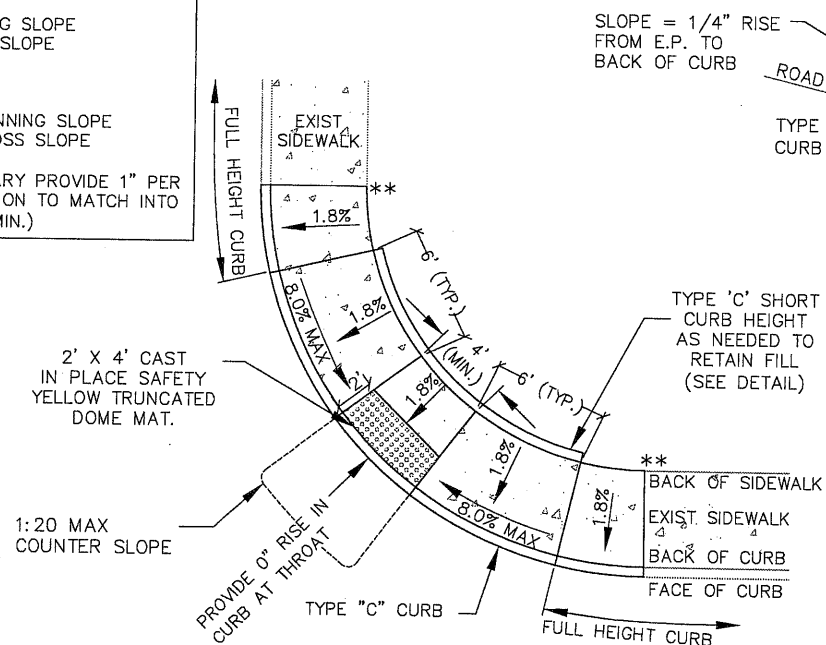 G SLOPE
SLOPE
NNING SLOPE
OSS SLOPE
ARY PROVIDE 1" PER
ON TO MATCH INTO
MIN.)
SLOPE = 1/4" RISE
FROM E.P. TO
BACK OF CURB
ROAD
TYPE
CURB
FULL HEIGHT CURB
EXIST
SIDEWALK
**
1.8%
6' (TYP.)
8.0% MAX
1.8%
4'
(MIN.)
6' (TYP.)
TYPE 'C' SHORT
CURB HEIGHT
AS NEEDED TO
RETAIN FILL
(SEE DETAIL)
2' X 4' CAST
IN PLACE SAFETY
YELLOW TRUNCATED
DOME MAT.
2'
1.8%
1.8%
8.0% MAX
1.8%
**
BACK OF SIDEWALK
EXIST. SIDEWALK
BACK OF CURB
FACE OF CURB
1:20 MAX
COUNTER SLOPE
PROVIDE 0" RISE IN
CURB AT THROAT
TYPE "C" CURB
FULL HEIGHT CURB